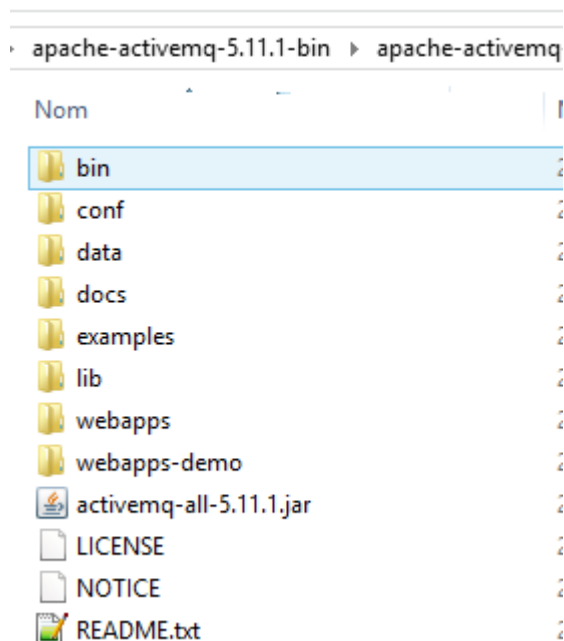 apache-activemq-5.11.1-bin ▸ apache-activemq-
Nom
bin
conf
data
docs
examples
lib
webapps
webapps-demo
activemq-all-5.11.1.jar
LICENSE
NOTICE
README.txt